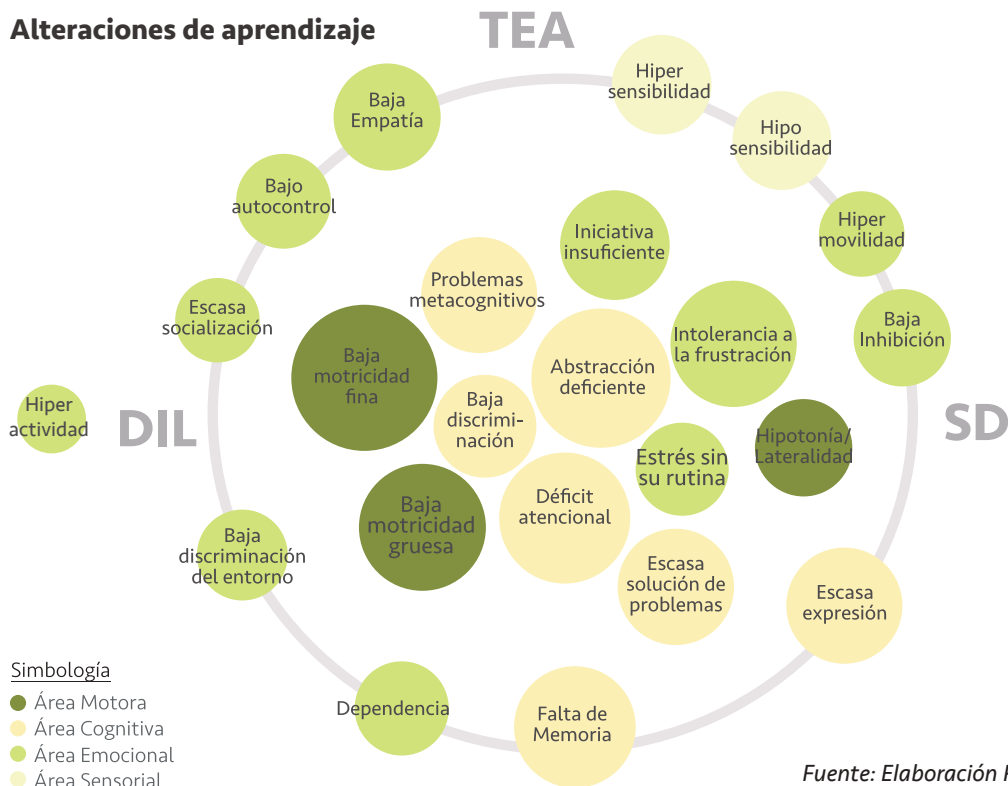 Alteraciones de aprendizaje
TEA
Hiper
sensibilidad
Baja
Empatía
Hipo
sensibilidad
Bajo
autocontrol
Hiper
movilidad
Iniciativa
insuficiente
Problemas
metacognitivos
Escasa
socialización
Baja
Inhibición
Intolerancia a
la frustración
Baja
motricidad
fina
Abstracción
deficiente
Hiper
actividad
DIL
Baja
discrimi-
nación
SD
Hipotonía/
Lateralidad
Estrés sin
su rutina
Déficit
atencional
Baja
motricidad
gruesa
Baja
discriminación
del entorno
Escasa
solución de
problemas
Escasa
expresión
Dependencia
Falta de
Memoria
Simbología
Área Motora
Área Cognitiva
Área Emocional
Área Sensorial
Fuente: Elaboración